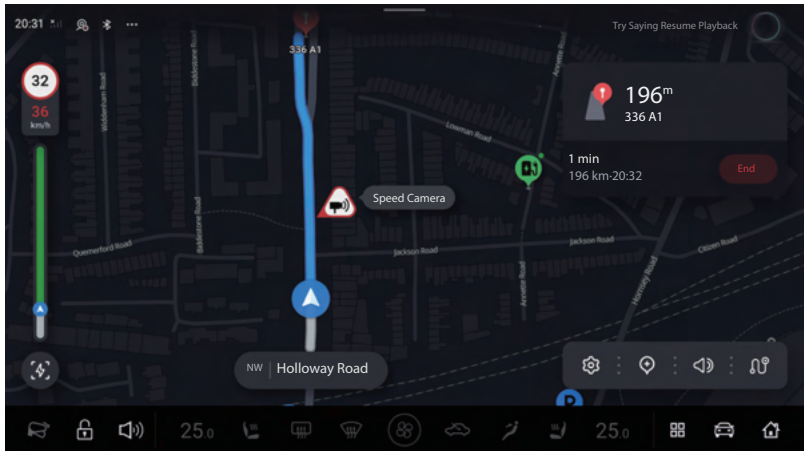 20:31
Try Saying Resume Playback
336 A1
32
36
km/h
196m
336 A1
1 min
196 km·20:32
End
Speed Camera
Widdenham Road
Biddestone Road
Biddestone Road
Annette Road
Lowman Road
Quernerford Road
Jackson Road
Jackson Road
Citizen Road
Annette Road
Hornsey Road
NW Holloway Road
P
25.0
25.0